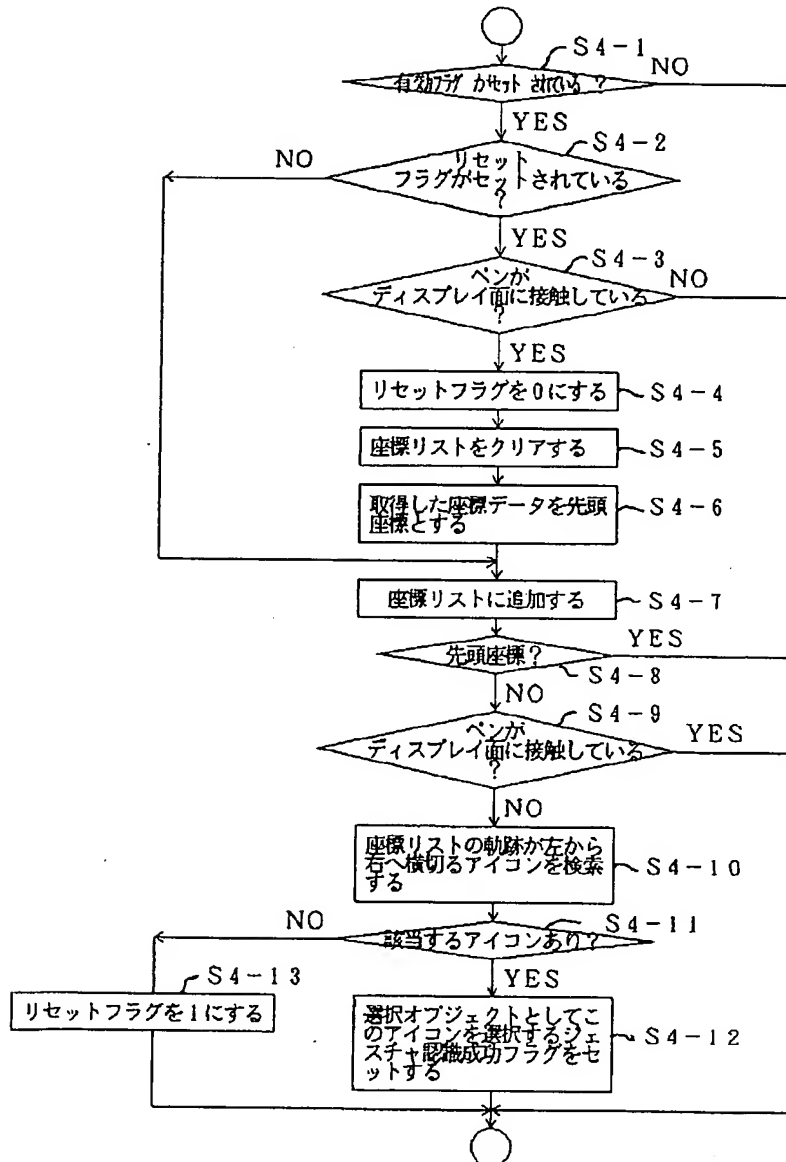 S4-1
有効フラグ がセット されている ?
NO
YES
S4-2
NO
リセット
フラグがセットされている
?
YES
S4-3
ペンが
NO
ディスプレイ面に接触している
?
YES
リセットフラグを0にする
S4-4
座標リストをクリアする
S4-5
取得した座標データを先頭
座標とする
S4-6
座標リストに追加する
S4-7
先頭座標?
YES
S4-8
NO
S4-9
ペンが
YES
ディスプレイ面に接触している
?
NO
座標リストの軌跡が左から
右へ横切るアイコンを検索
する
S4-10
NO
S4-11
該当するアイコンあり?
S4-13
YES
リセットフラグを1にする
選択オブジェクトとしてこ
のアイコンを選択するジェ
スチャ認識成功フラグをセ
ットする
S4-12